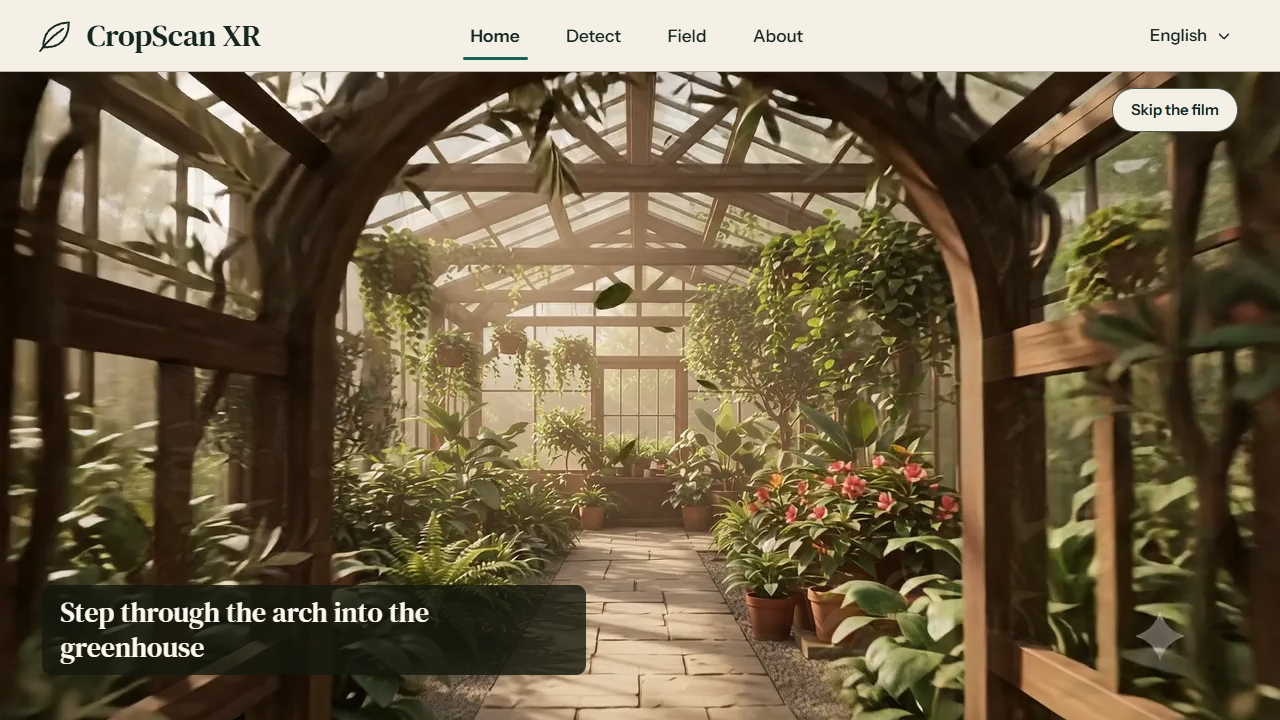 CropScan XR
Home
Detect
Field
About
English
Skip the film
Step through the arch into the
greenhouse